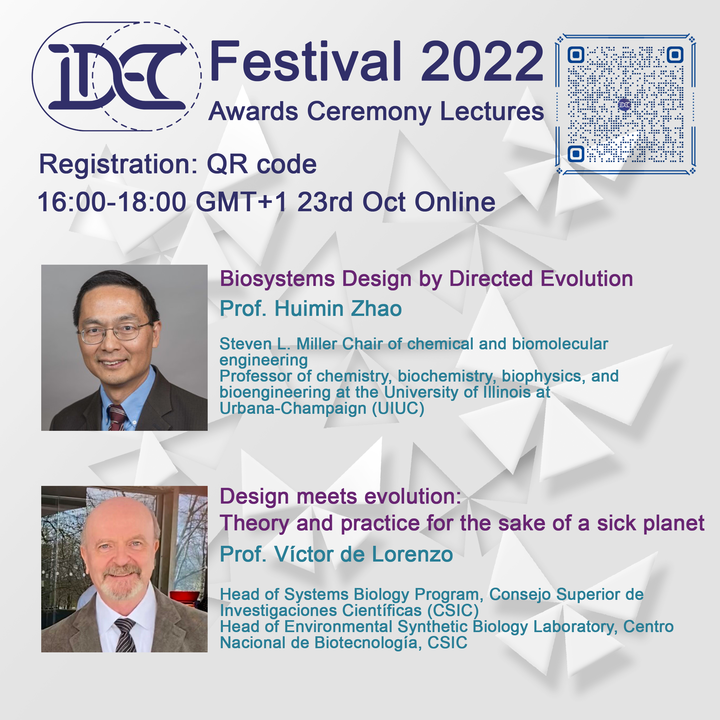 iDEC
Festival 2022
Awards Ceremony Lectures
Registration: QR code
16:00-18:00 GMT+1 23rd Oct Online
Biosystems Design by Directed Evolution
Prof. Huimin Zhao
Steven L. Miller Chair of chemical and biomolecular
engineering
Professor of chemistry, biochemistry, biophysics, and
bioengineering at the University of Illinois at
Urbana-Champaign (UIUC)
Design meets evolution:
Theory and practice for the sake of a sick planet
Prof. Víctor de Lorenzo
Head of Systems Biology Program, Consejo Superior de
Investigaciones Científicas (CSIC)
Head of Environmental Synthetic Biology Laboratory, Centro
Nacional de Biotecnología, CSIC